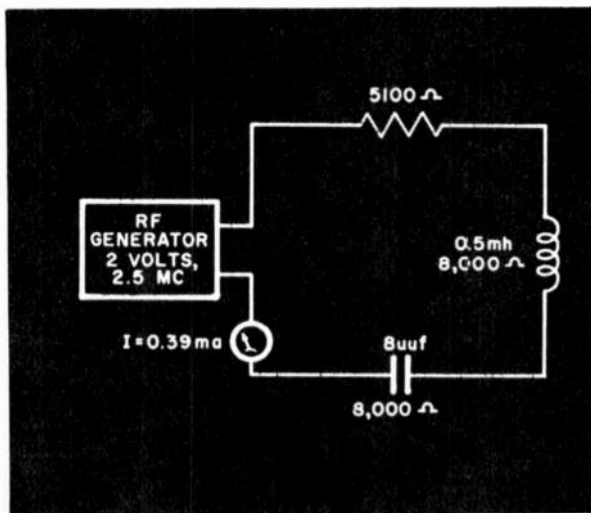 5100 Ω
RF
GENERATOR
2 VOLTS,
2.5 MC
0.5mh
8,000 Ω
I=0.39ma
8uuf
8,000 Ω